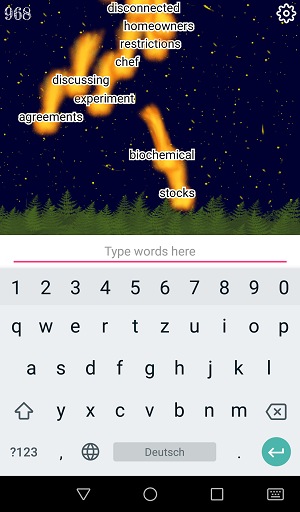 968
disconnected
homeowners
restrictions
chef
discussing
experiment
agreements
biochemical
stocks
Type words here
1 2 3 4 5 6 7 8 9 0
q w e r t z u i o p
a s d f g h j k l
y x c v b n m
?123 , Deutsch .